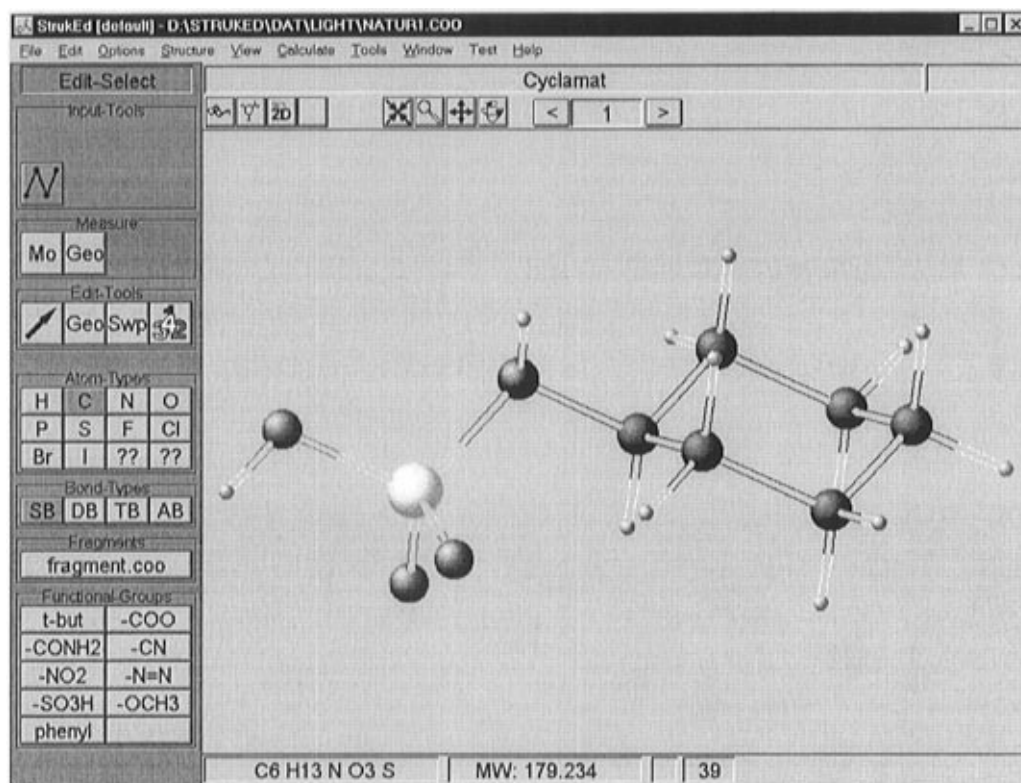 StrukEd [default] - D:\STRUKED\DAT\LIGHT\NATUR1.COO
File Edit Options Structure View Calculate Tools Window Test Help
Edit-Select
Cyclamat
Input-Tools
2D
< 1 >
Measure
Mo Geo
Edit-Tools
Geo Swp
Atom-Types
H C N O
P S F Cl
Br I ?? ??
Bond-Types
SB DB TB AB
Fragments
fragment.coo
Functional-Groups
t-but -COO
-CONH2 -CN
-NO2 -N=N
-SO3H -OCH3
phenyl
C6 H13 N O3 S MW: 179.234 39